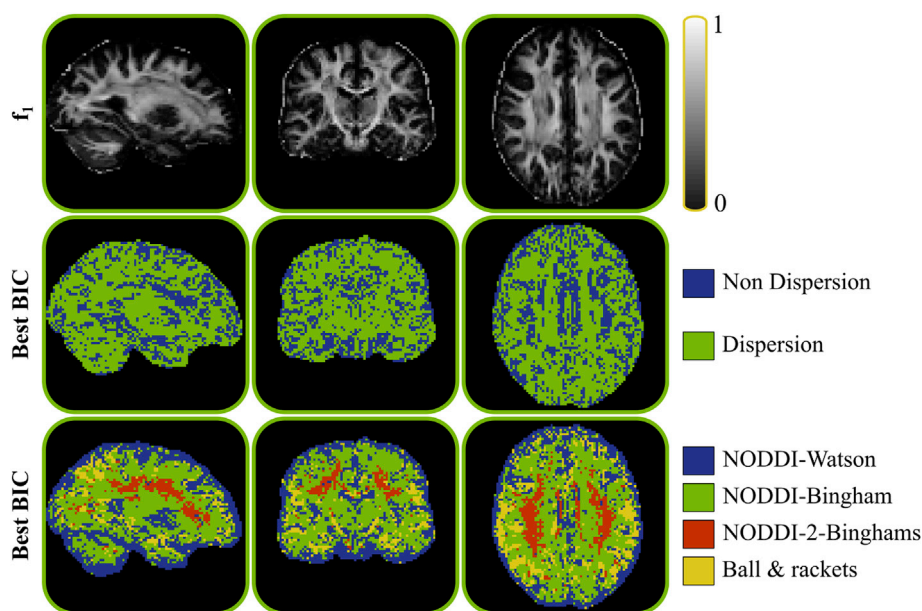 f1
1
0
Best BIC
Non Dispersion
Dispersion
Best BIC
NODDI-Watson
NODDI-Bingham
NODDI-2-Binghams
Ball & rackets